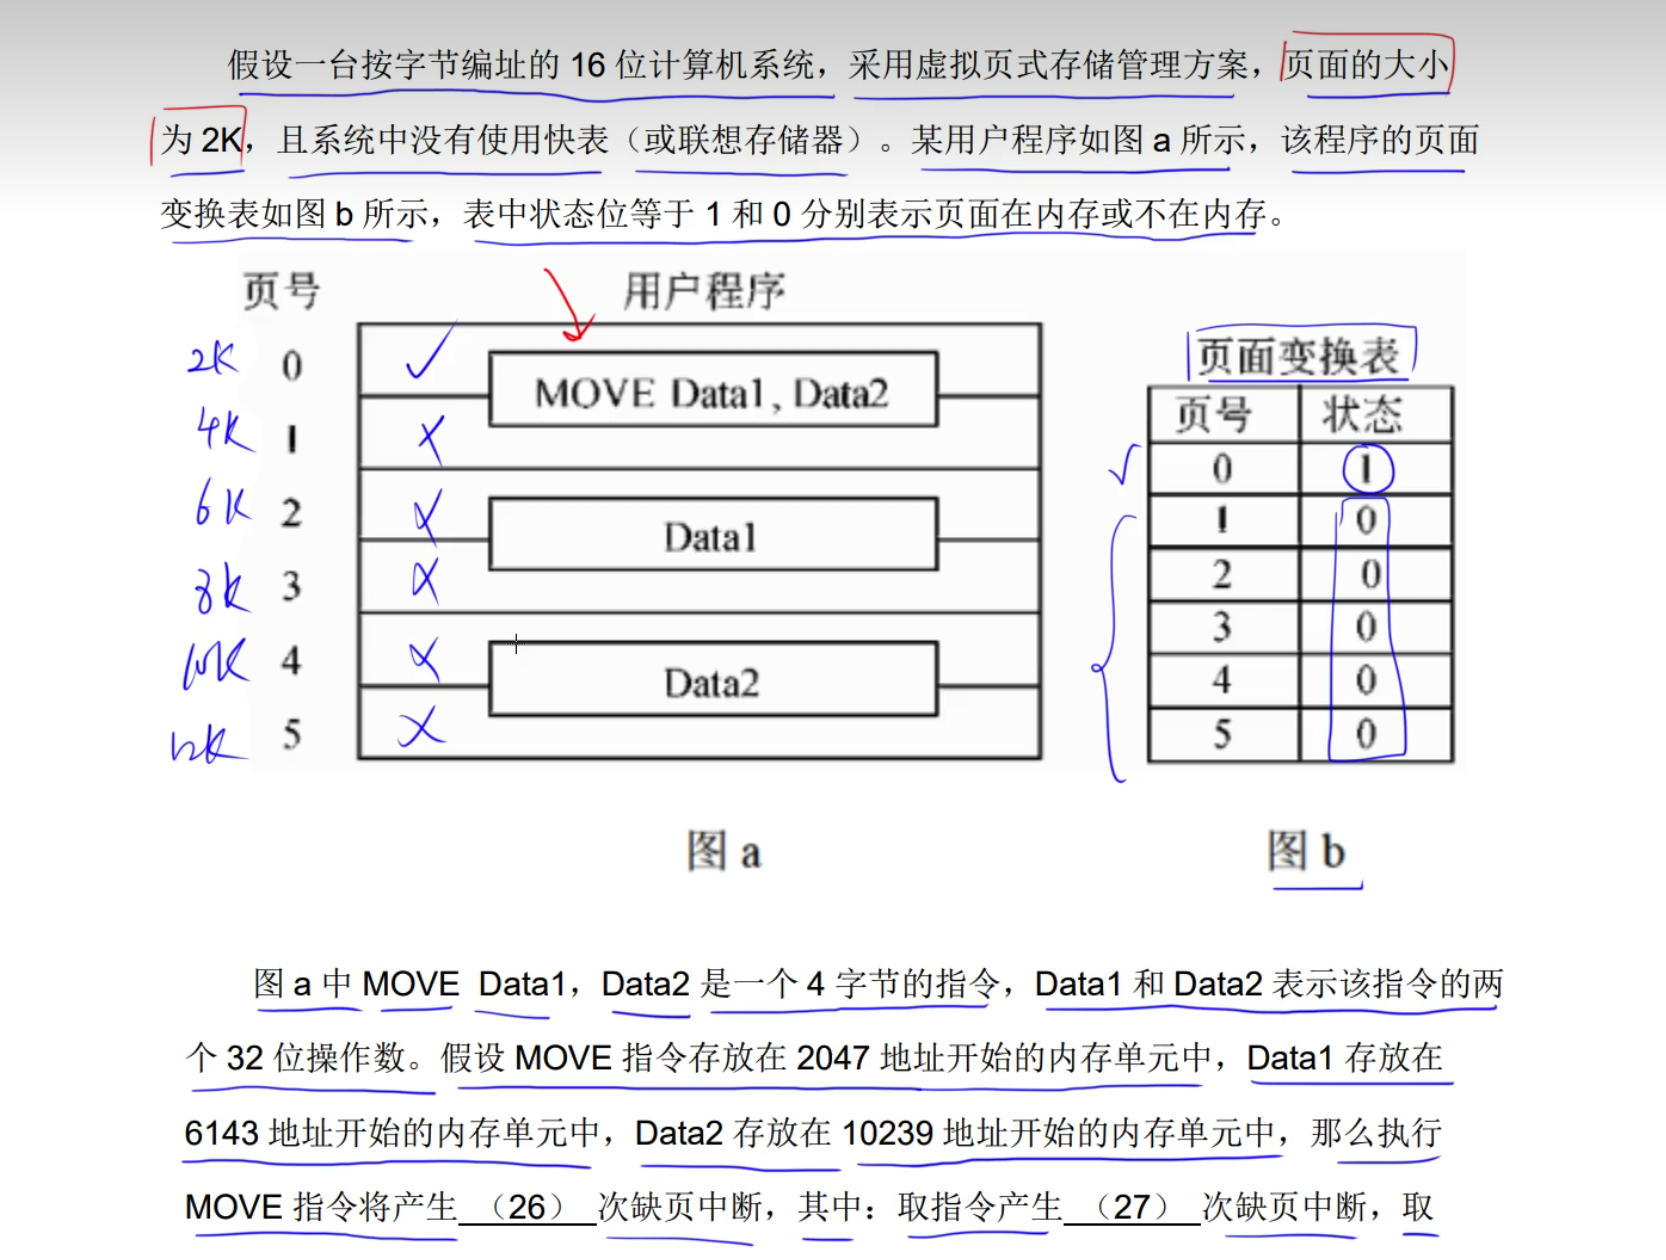 假设一台按字节编址的 16 位计算机系统，采用虚拟页式存储管理方案，页面的大小
为 2K，且系统中没有使用快表（或联想存储器）。某用户程序如图 a 所示，该程序的页面
变换表如图 b 所示，表中状态位等于 1 和 0 分别表示页面在内存或不在内存。
页号 用户程序
2K 0
MOVE Data1, Data2
4K 1
6K 2
Data1
8K 3
10K 4
Data2
12K 5
图 a
页面变换表
页号 状态
0 1
1 0
2 0
3 0
4 0
5 0
图 b
图 a 中 MOVE Data1，Data2 是一个 4 字节的指令，Data1 和 Data2 表示该指令的两
个 32 位操作数。假设 MOVE 指令存放在 2047 地址开始的内存单元中，Data1 存放在
6143 地址开始的内存单元中，Data2 存放在 10239 地址开始的内存单元中，那么执行
MOVE 指令将产生 （26） 次缺页中断，其中：取指令产生 （27） 次缺页中断，取